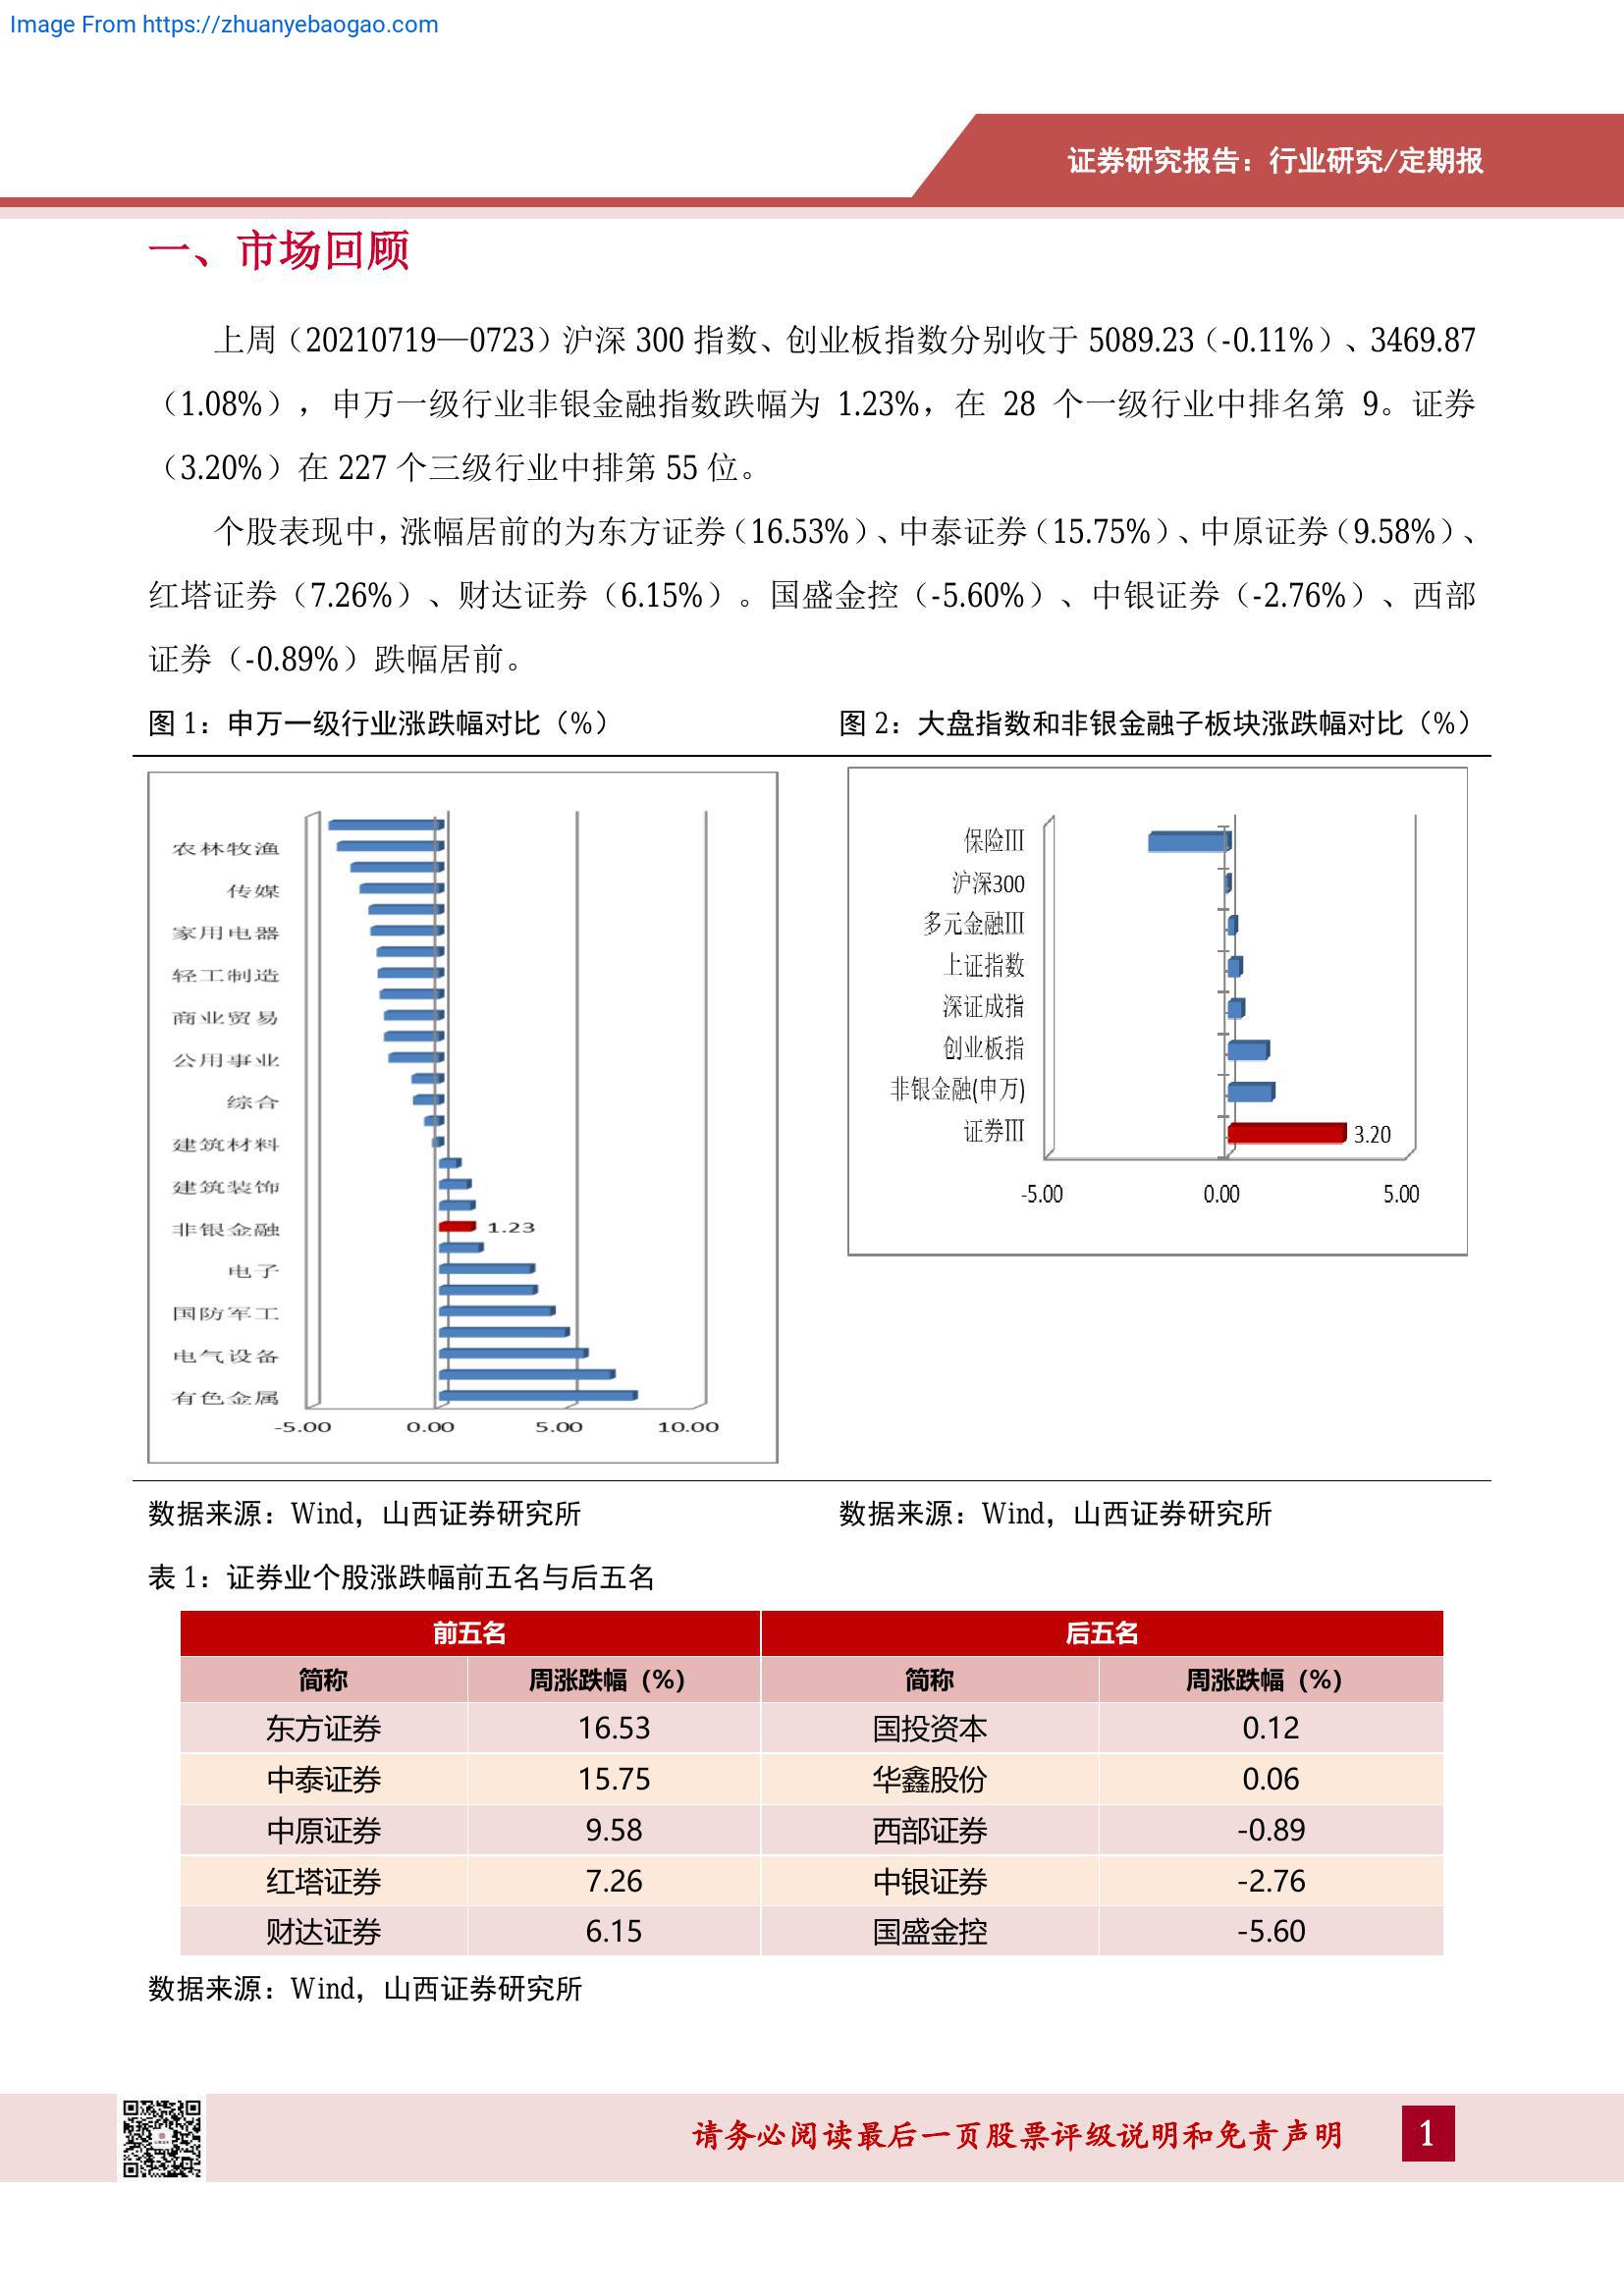 Image From https://zhuanyebaogao.com
证券研究报告：行业研究/定期报
一、市场回顾
上周（20210719—0723）沪深 300 指数、创业板指数分别收于 5089.23（-0.11%）、3469.87
（1.08%），申万一级行业非银金融指数跌幅为 1.23%，在 28 个一级行业中排名第 9。证券
（3.20%）在 227 个三级行业中排第 55 位。
个股表现中，涨幅居前的为东方证券（16.53%）、中泰证券（15.75%）、中原证券（9.58%）、
红塔证券（7.26%）、财达证券（6.15%）。国盛金控（-5.60%）、中银证券（-2.76%）、西部
证券（-0.89%）跌幅居前。
图 1：申万一级行业涨跌幅对比（%）
农林牧渔
传媒
家用电器
轻工制造
商业贸易
公用事业
综合
建筑材料
建筑装饰
非银金融 1.23
电子
国防军工
电气设备
有色金属
-5.00 0.00 5.00 10.00
图 2：大盘指数和非银金融子板块涨跌幅对比（%）
保险III
沪深300
多元金融III
上证指数
深证成指
创业板指
非银金融(申万)
证券III 3.20
-5.00 0.00 5.00
数据来源：Wind，山西证券研究所
数据来源：Wind，山西证券研究所
表 1：证券业个股涨跌幅前五名与后五名
前五名 后五名
简称 周涨跌幅（%） 简称 周涨跌幅（%）
东方证券 16.53 国投资本 0.12
中泰证券 15.75 华鑫股份 0.06
中原证券 9.58 西部证券 -0.89
红塔证券 7.26 中银证券 -2.76
财达证券 6.15 国盛金控 -5.60
数据来源：Wind，山西证券研究所
请务必阅读最后一页股票评级说明和免责声明 1